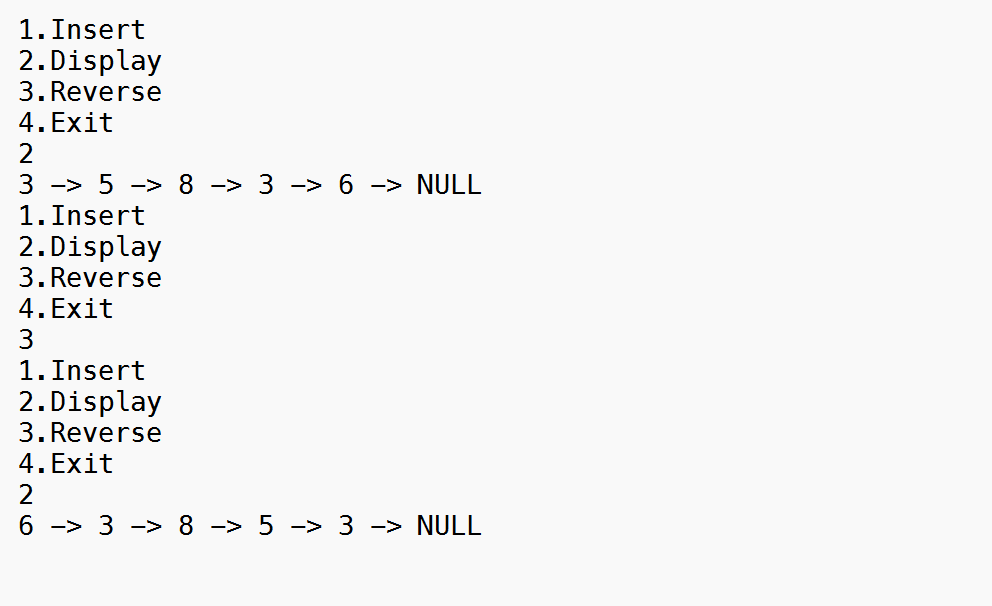 1.Insert
2.Display
3.Reverse
4.Exit
2
3 —> 5 —> 8 —> 3 —> 6 —> NULL
1.Insert
2.Display
3.Reverse
4.Exit
3
1.Insert
2.Display
3.Reverse
4.Exit
2
6 —> 3 —> 8 —> 5 —> 3 —> NULL